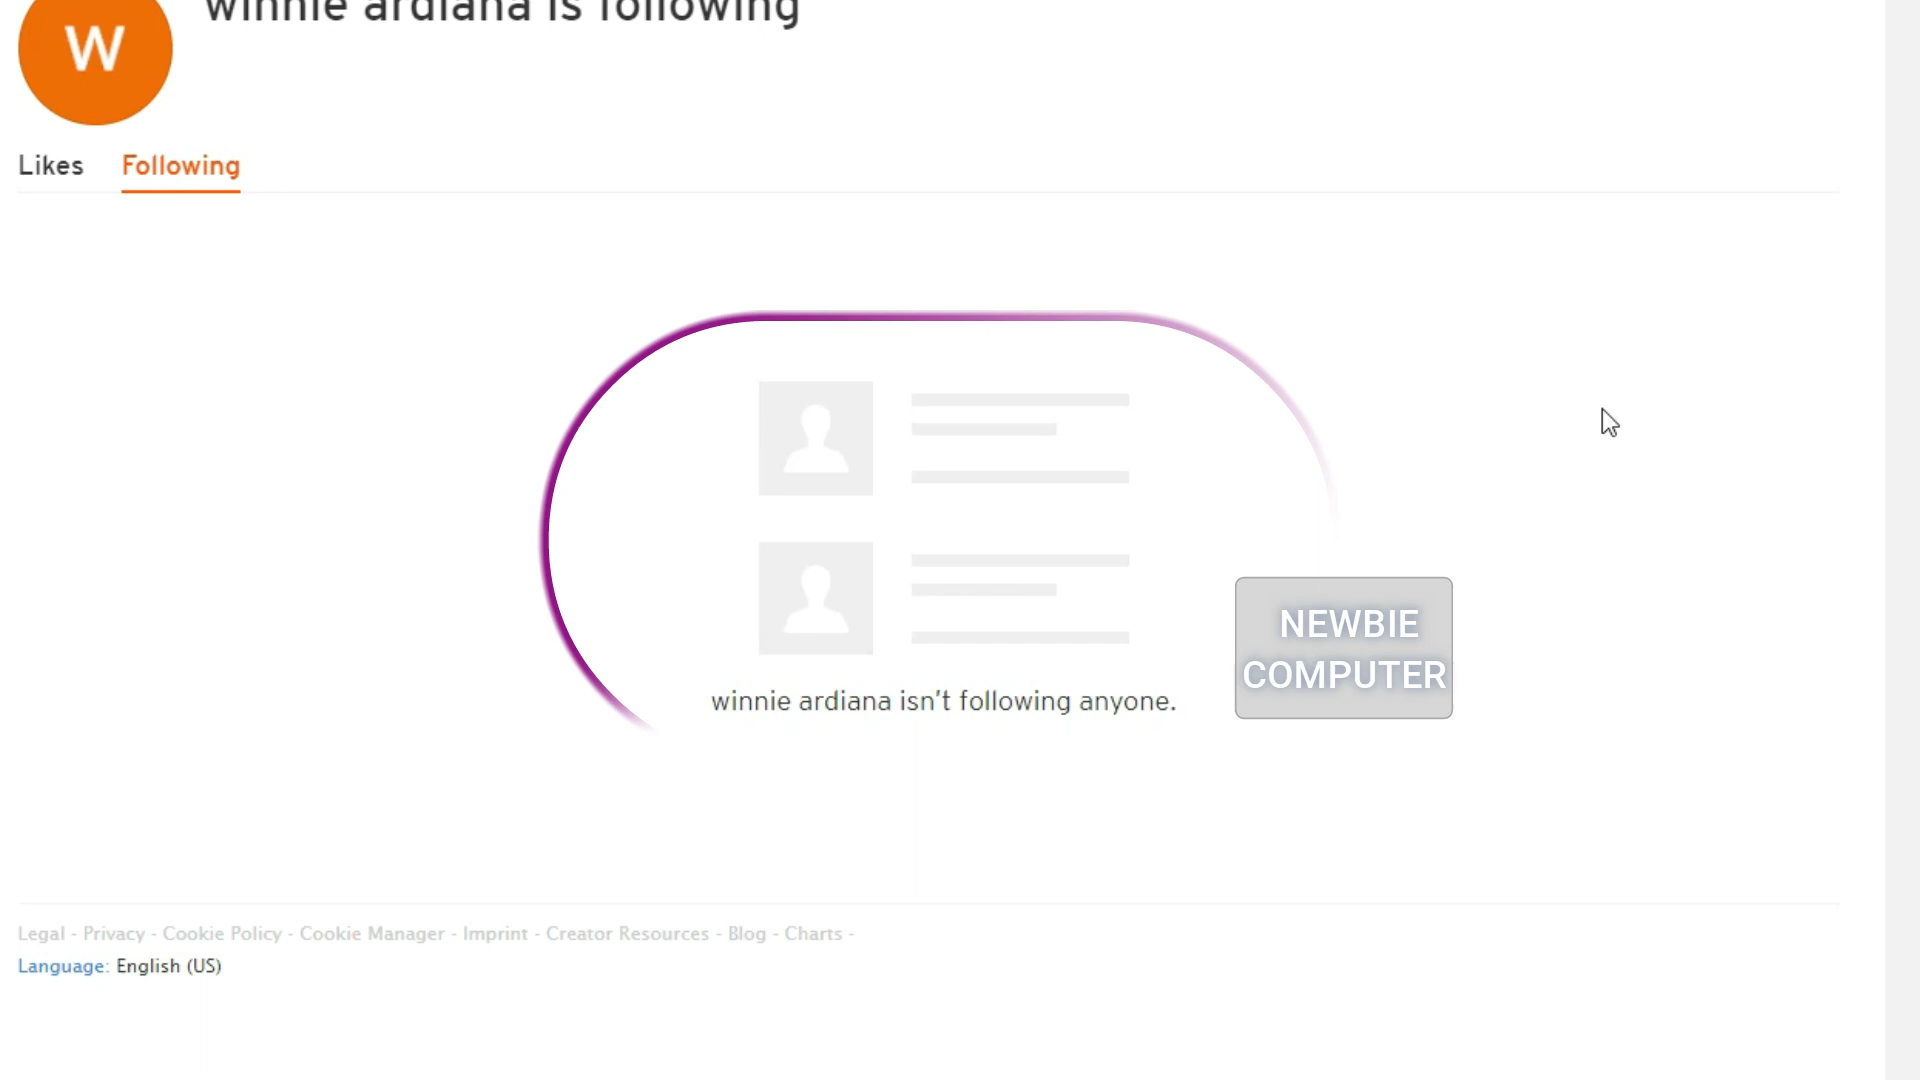 winnie ardiana is following
W
Likes
Following
winnie ardiana isn't following anyone.
NEWBIE
COMPUTER
Legal - Privacy - Cookie Policy - Cookie Manager - Imprint - Creator Resources - Blog - Charts -
Language: English (US)